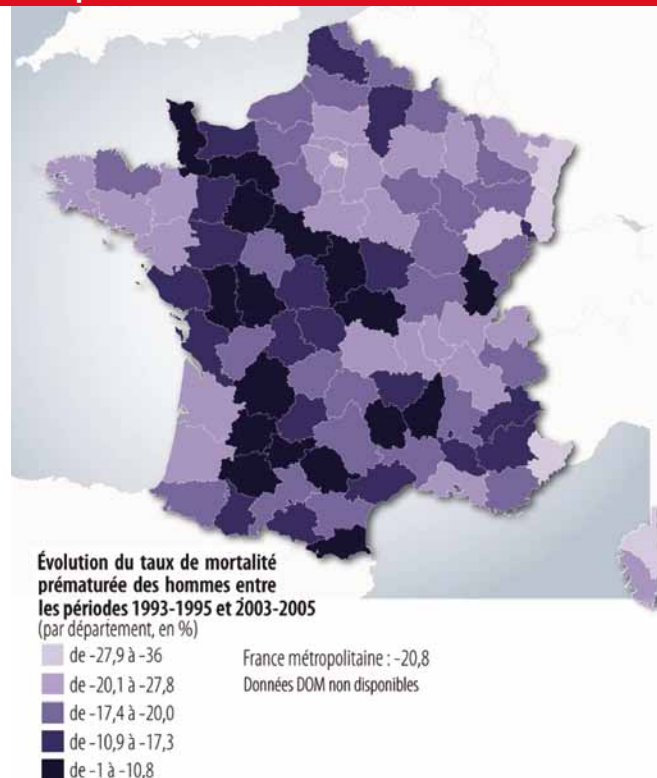 Évolution du taux de mortalité
prématurée des hommes entre
les périodes 1993-1995 et 2003-2005
(par département, en %)
de -27,9 à -36
de -20,1 à -27,8
de -17,4 à -20,0
de -10,9 à -17,3
de -1 à -10,8
France métropolitaine : -20,8
Données DOM non disponibles